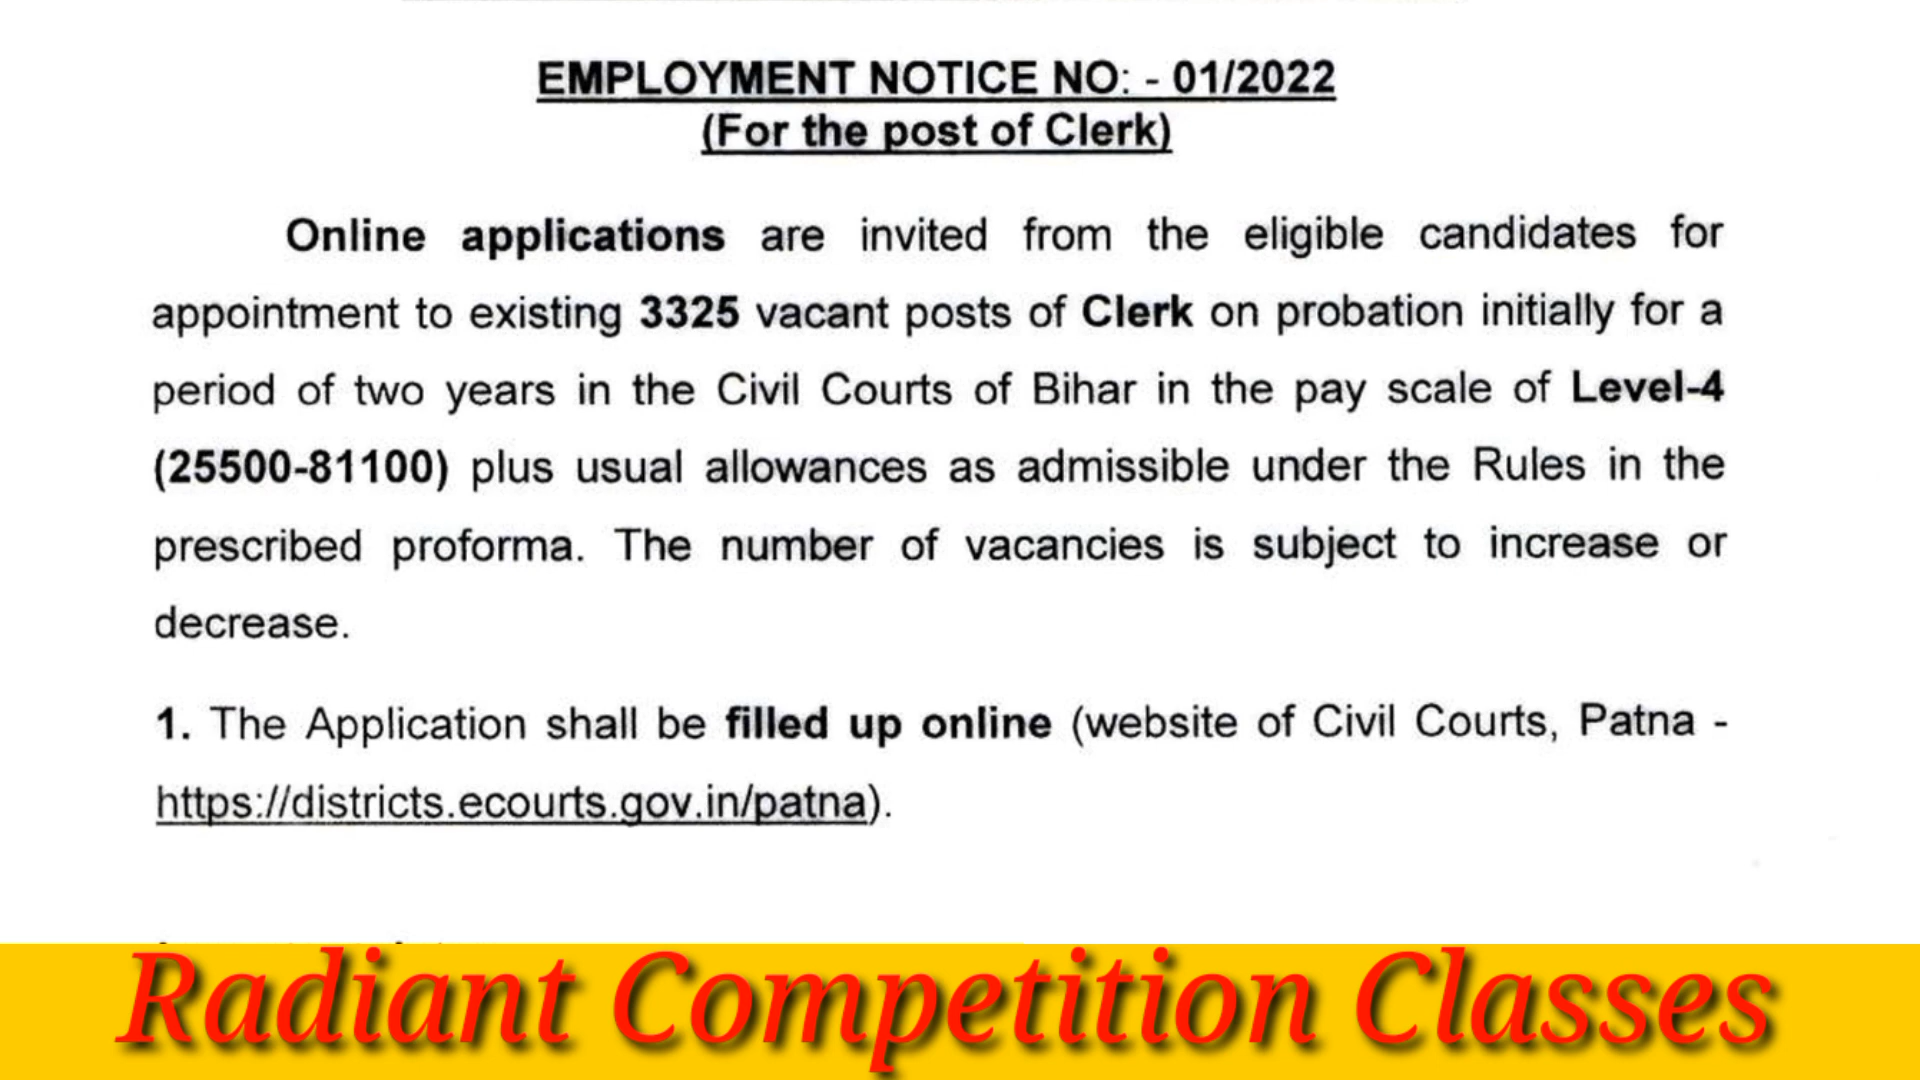 EMPLOYMENT NOTICE NO: - 01/2022
(For the post of Clerk)
Online applications are invited from the eligible candidates for
appointment to existing 3325 vacant posts of Clerk on probation initially for a
period of two years in the Civil Courts of Bihar in the pay scale of Level-4
(25500-81100) plus usual allowances as admissible under the Rules in the
prescribed proforma. The number of vacancies is subject to increase or
decrease.
1. The Application shall be filled up online (website of Civil Courts, Patna -
https://districts.ecourts.gov.in/patna).
Radiant Competition Classes